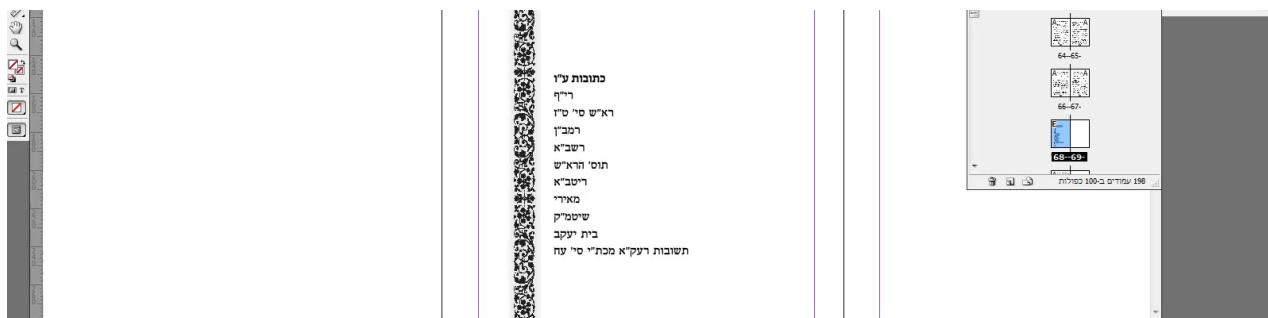 כתובות ע"ו
רי"ף
רא"ש סי' ט"ז
רמב"ן
רשב"א
תוס' הרא"ש
ריטב"א
מאירי
שיטמ"ק
בית יעקב
תשובות רעק"א מכת"י סי' עח
A A
64--65-
A A
66--67-
E
68--69-
198 עמודים ב-100 כפולות